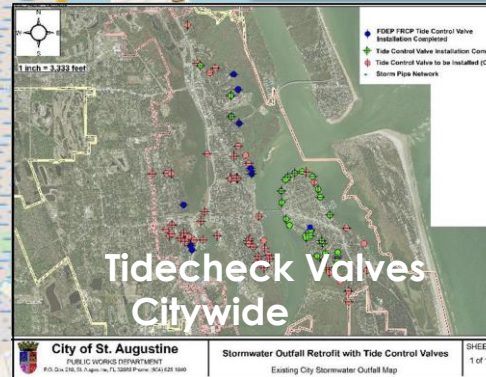 N
W
E
S
1 inch = 3,333 feet
FDEP FRCP Tide Control Valve
Installation Completed
Tide Control Valve Installation Com
Tide Control Valve to be Installed (C
Storm Pipe Network
Tidecheck Valves
Citywide
City of St. Augustine
PUBLIC WORKS DEPARTMENT
Stormwater Outfall Retrofit with Tide Control Valves
Existing City Stormwater Outfall Map
SHEE
1 of 1